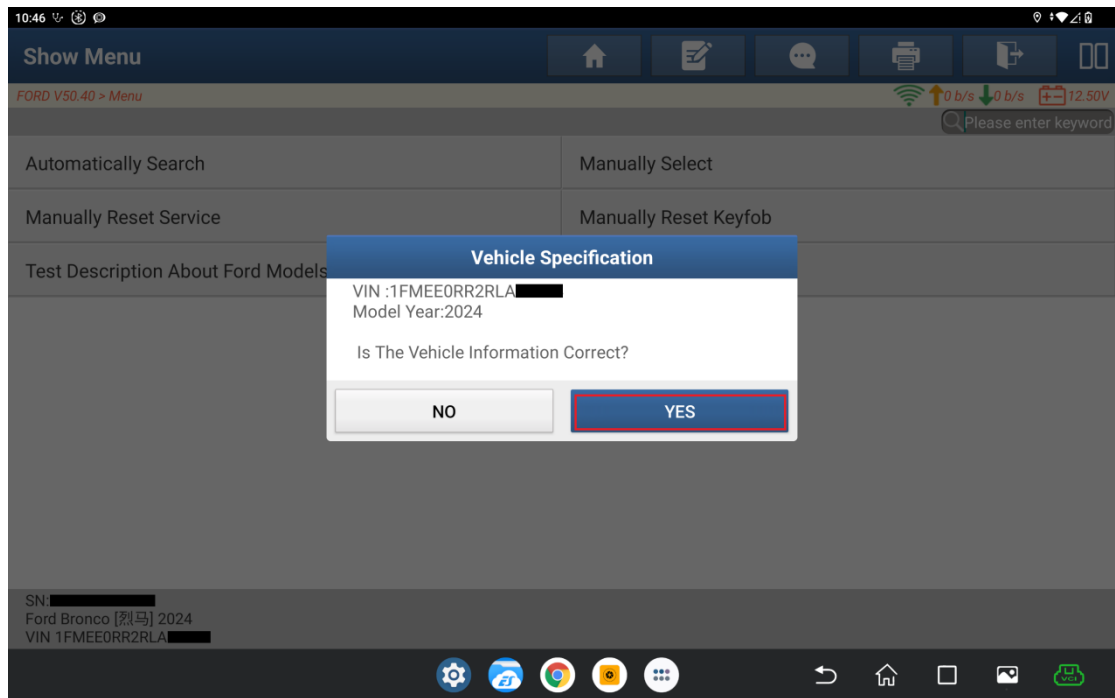 10:46
Show Menu
FORD V50.40 > Menu
0 b/s 0 b/s 12.50V
Please enter keyword
Automatically Search
Manually Select
Manually Reset Service
Manually Reset Keyfob
Test Description About Ford Models
Vehicle Specification
VIN :1FMEE0RR2RLA
Model Year:2024
Is The Vehicle Information Correct?
NO
YES
SN:
Ford Bronco [烈马] 2024
VIN 1FMEE0RR2RLA
ES
VCI